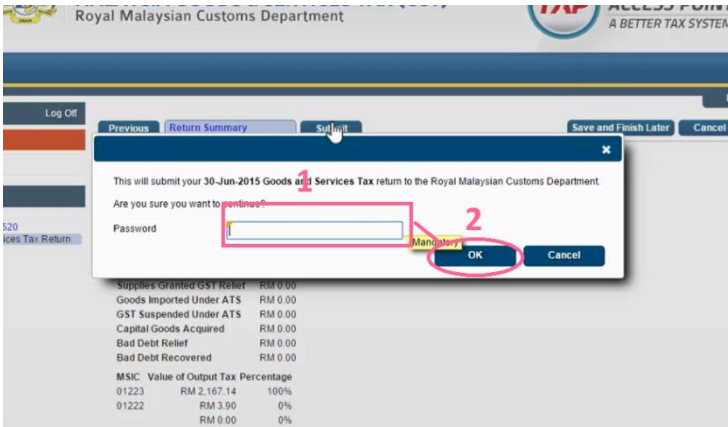 Royal Malaysian Customs Department
TAP
ACCESS POINT
A BETTER TAX SYSTEM
Log Off
Previous
Return Summary
Submit
Save and Finish Later
Cancel
This will submit your 30-Jun-2015 Goods and Services Tax return to the Royal Malaysian Customs Department.
1
Are you sure you want to continue?
520
ices Tax Return
Password
2
Mandatory
OK
Cancel
Supplies Granted GST Relief RM 0.00
Goods Imported Under ATS RM 0.00
GST Suspended Under ATS RM 0.00
Capital Goods Acquired RM 0.00
Bad Debt Relief RM 0.00
Bad Debt Recovered RM 0.00
MSIC Value of Output Tax Percentage
01223 RM 2,167.14 100%
01222 RM 3.90 0%
RM 0.00 0%